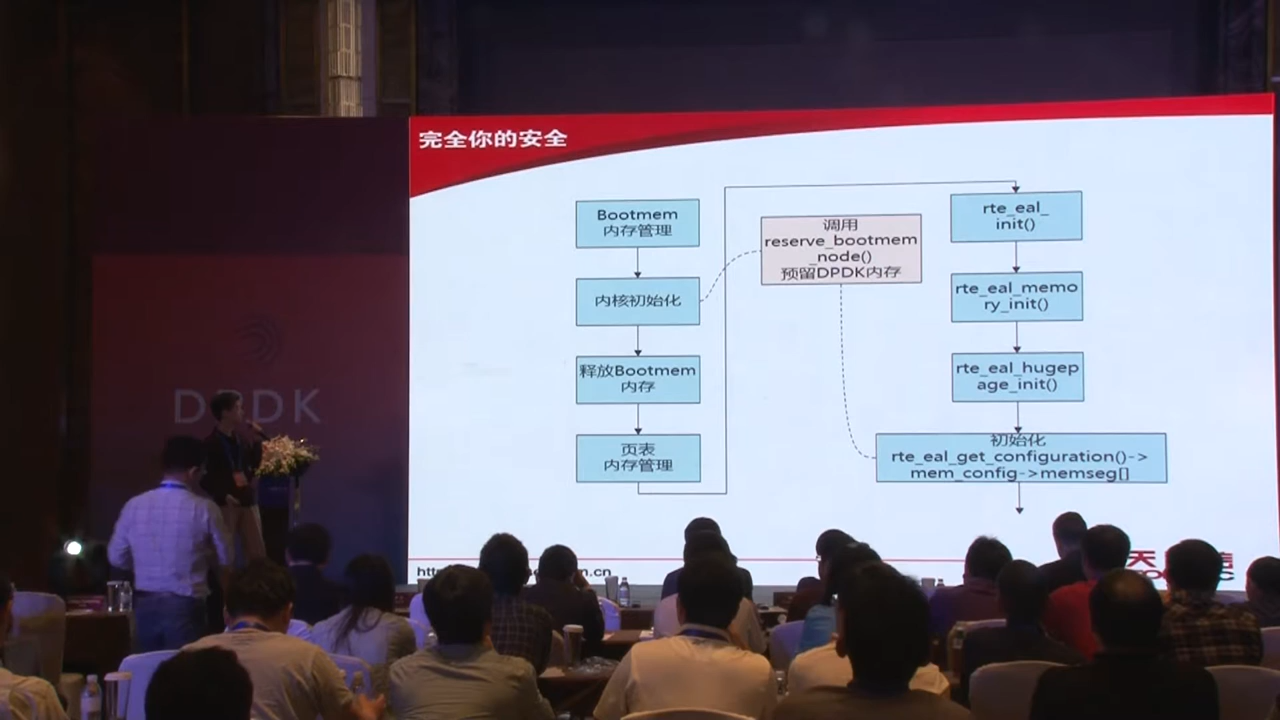 完全你的安全
Bootmem
内存管理
内核初始化
释放Bootmem
内存
页表
内存管理
调用
reserve_bootmem
_node()
预留DPDK内存
rte_eal_
init()
rte_eal_memo
ry_init()
rte_eal_hugep
age_init()
初始化
rte_eal_get_configuration()->
mem_config->memseg[]
DPDK